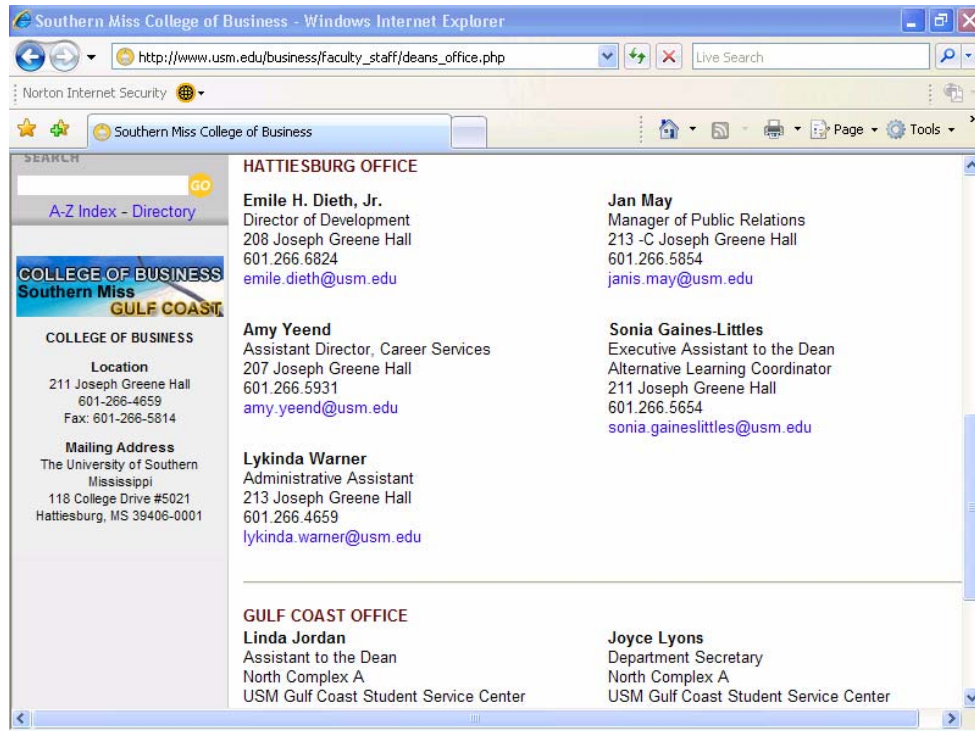 Southern Miss College of Business - Windows Internet Explorer
http://www.usm.edu/business/faculty_staff/deans_office.php
Live Search
Norton Internet Security
Southern Miss College of Business
Page
Tools
SEARCH
GO
A-Z Index - Directory
COLLEGE OF BUSINESS
Southern Miss
GULF COAST
COLLEGE OF BUSINESS
Location
211 Joseph Greene Hall
601-266-4659
Fax: 601-266-5814
Mailing Address
The University of Southern
Mississippi
118 College Drive #5021
Hattiesburg, MS 39406-0001
HATTIESBURG OFFICE
Emile H. Dieth, Jr.
Director of Development
208 Joseph Greene Hall
601.266.6824
emile.dieth@usm.edu
Jan May
Manager of Public Relations
213 -C Joseph Greene Hall
601.266.5854
janis.may@usm.edu
Amy Yeend
Assistant Director, Career Services
207 Joseph Greene Hall
601.266.5931
amy.yeend@usm.edu
Sonia Gaines-Littles
Executive Assistant to the Dean
Alternative Learning Coordinator
211 Joseph Greene Hall
601.266.5654
sonia.gaineslittles@usm.edu
Lykinda Warner
Administrative Assistant
213 Joseph Greene Hall
601.266.4659
lykinda.warner@usm.edu
GULF COAST OFFICE
Linda Jordan
Assistant to the Dean
North Complex A
USM Gulf Coast Student Service Center
Joyce Lyons
Department Secretary
North Complex A
USM Gulf Coast Student Service Center